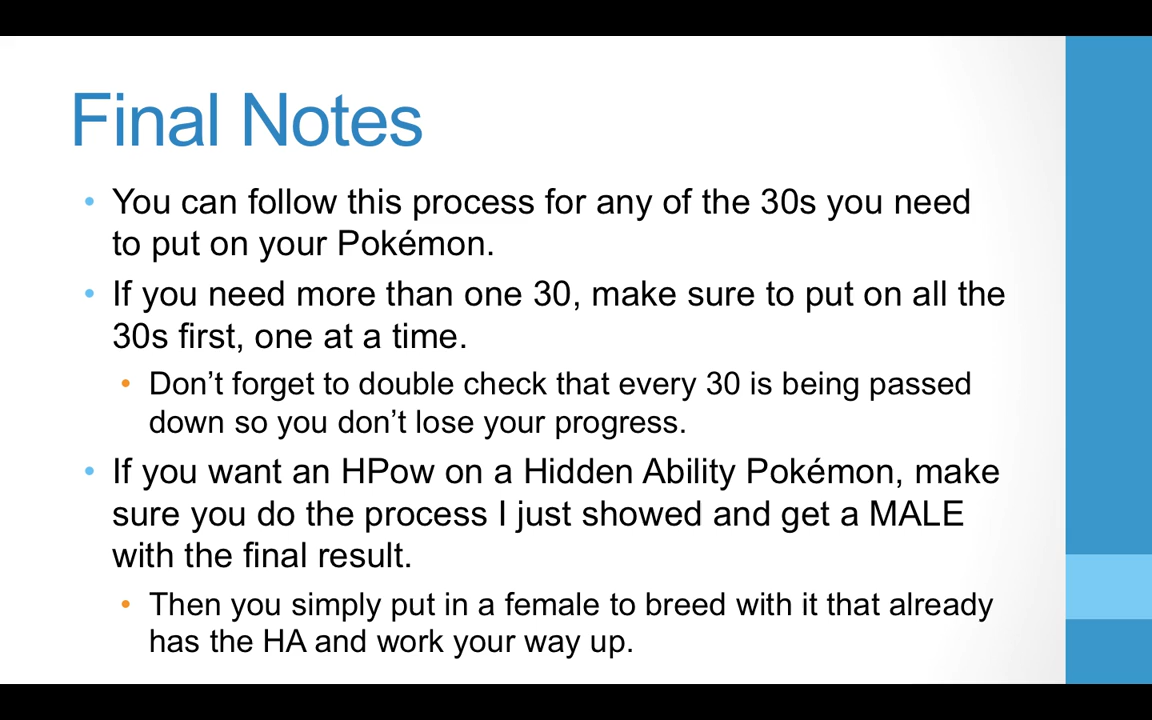 Final Notes
• You can follow this process for any of the 30s you need
to put on your Pokémon.
• If you need more than one 30, make sure to put on all the
30s first, one at a time.
• Don’t forget to double check that every 30 is being passed
down so you don’t lose your progress.
• If you want an HPow on a Hidden Ability Pokémon, make
sure you do the process I just showed and get a MALE
with the final result.
• Then you simply put in a female to breed with it that already
has the HA and work your way up.